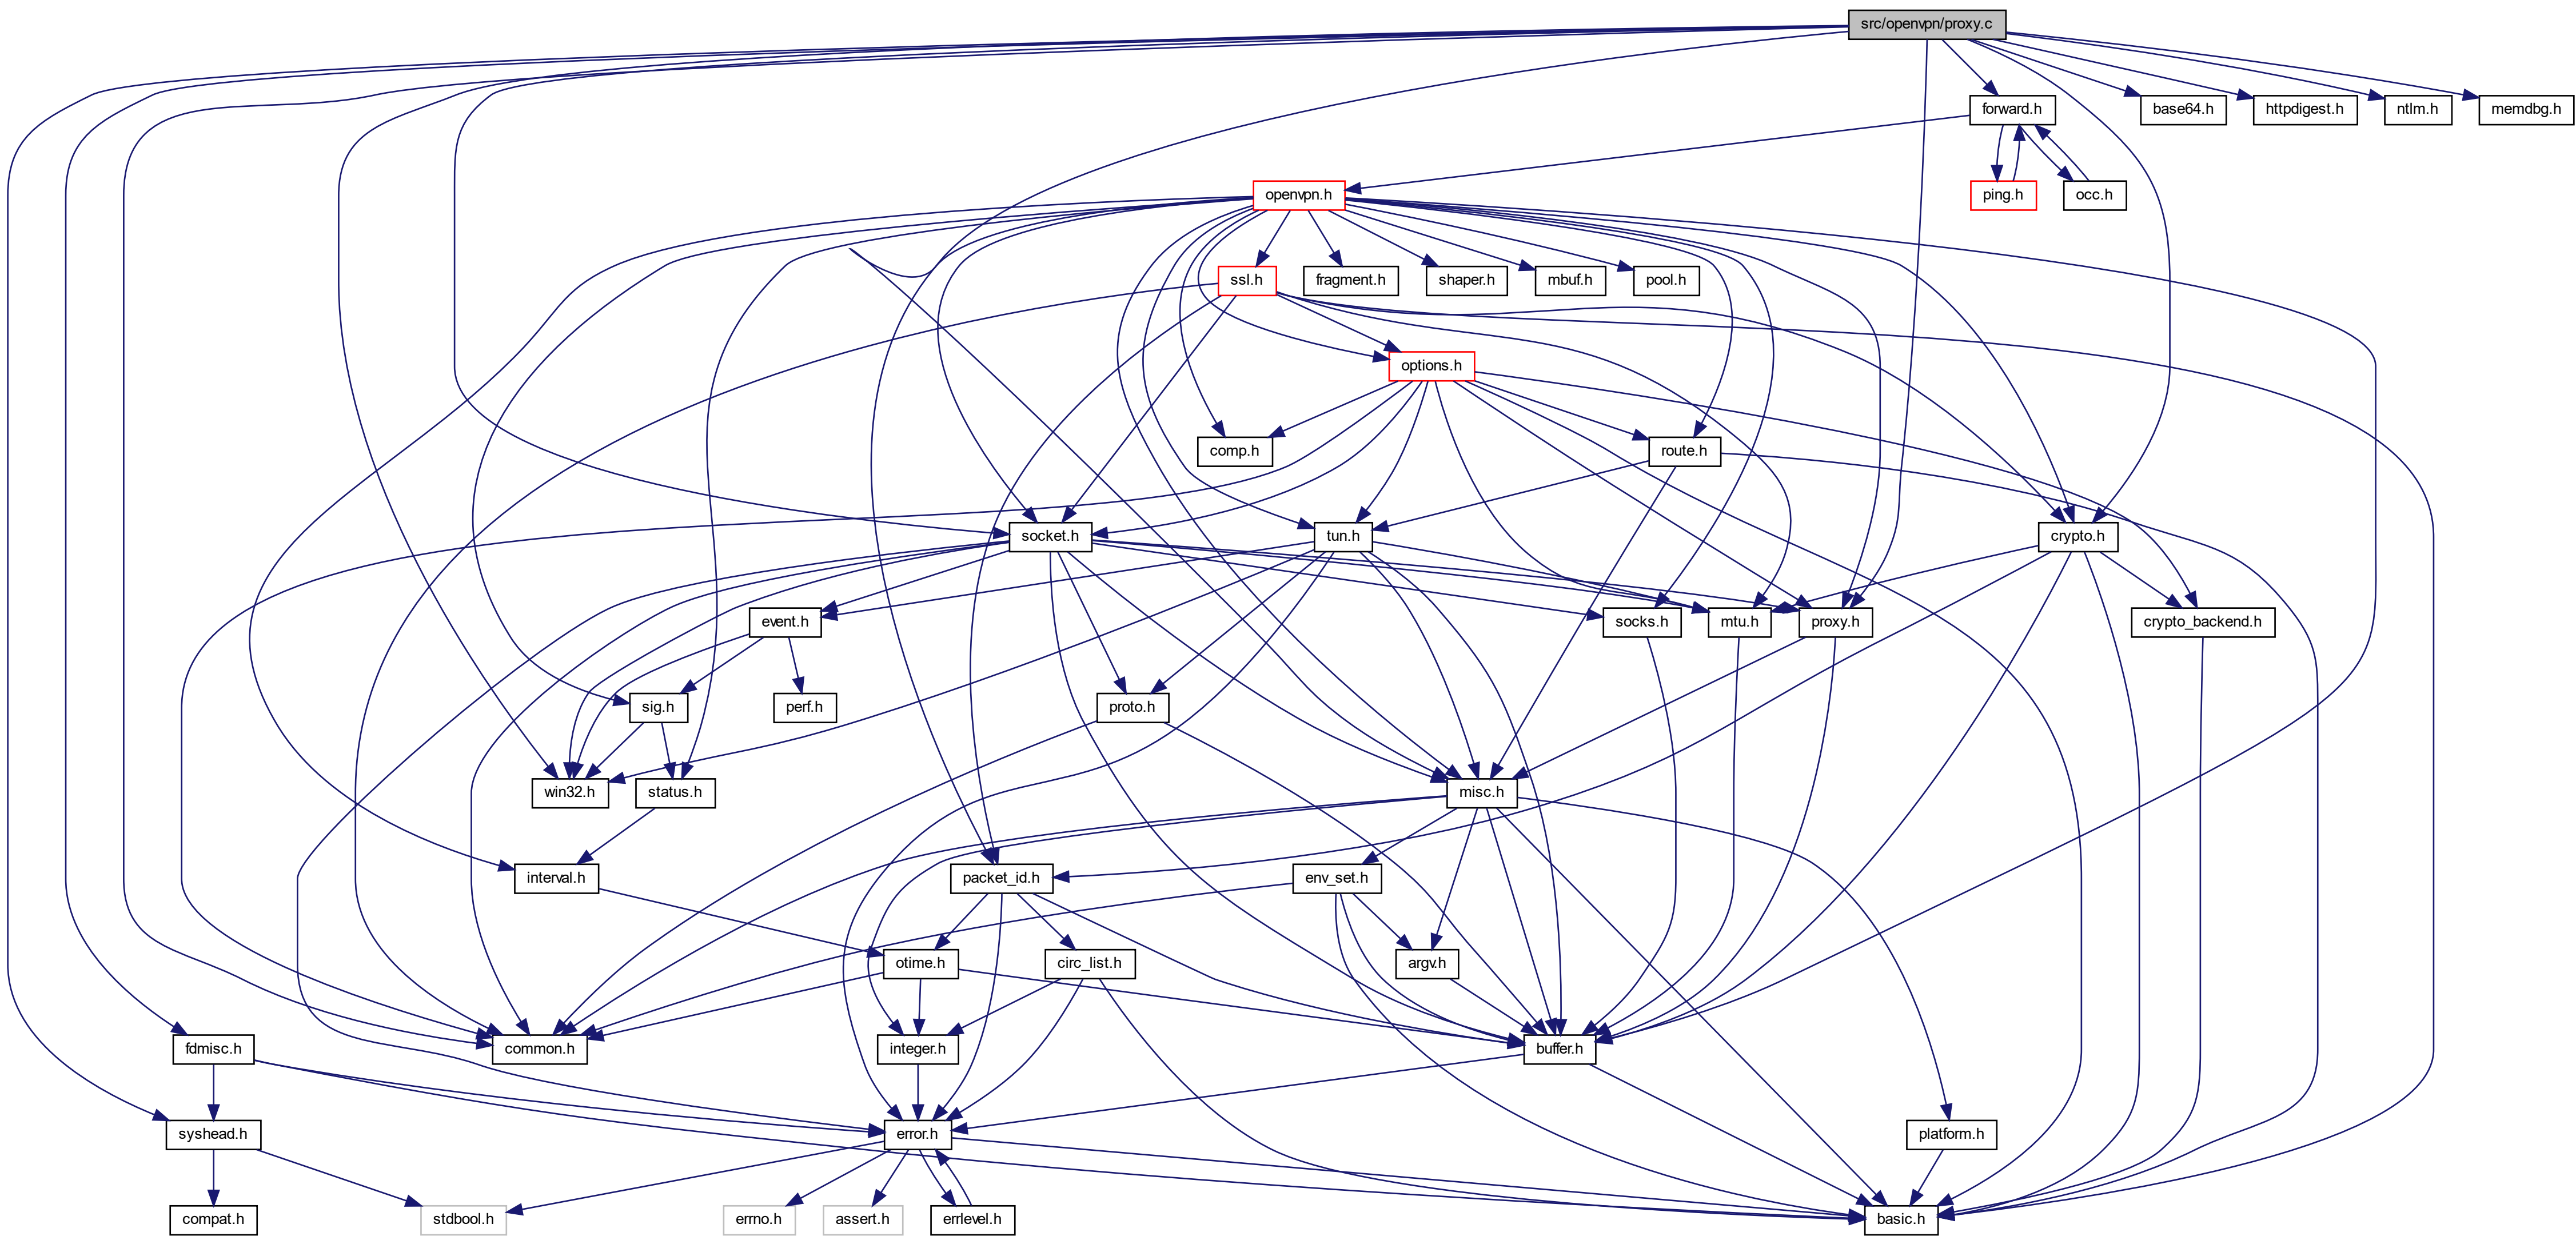 src/openvpn/proxy.c
forward.h
base64.h
httpdigest.h
ntlm.h
memdbg.h
openvpn.h
ping.h
occ.h
ssl.h
fragment.h
shaper.h
mbuf.h
pool.h
options.h
comp.h
route.h
socket.h
tun.h
crypto.h
event.h
socks.h
mtu.h
proxy.h
crypto_backend.h
sig.h
perf.h
proto.h
win32.h
status.h
misc.h
interval.h
packet_id.h
env_set.h
otime.h
circ_list.h
argv.h
fdmisc.h
common.h
integer.h
buffer.h
syshead.h
error.h
platform.h
compat.h
stdbool.h
errno.h
assert.h
errlevel.h
basic.h